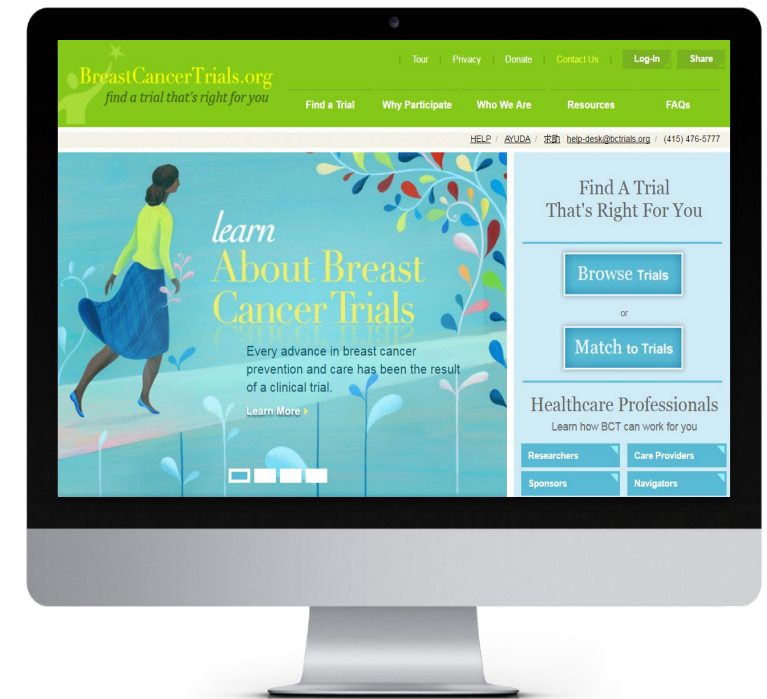 Tour | Privacy | Donate | Contact Us | Log-In Share
BreastCancerTrials.org
find a trial that's right for you
Find a Trial Why Participate Who We Are Resources FAQs
HELP / AYUDA / 求助 : help-desk@bctrials.org / (415) 476-5777
learn
About Breast
Cancer Trials
Every advance in breast cancer
prevention and care has been the result
of a clinical trial.
Learn More
Find A Trial
That's Right For You
Browse Trials
or
Match to Trials
Healthcare Professionals
Learn how BCT can work for you
Researchers Care Providers
Sponsors Navigators